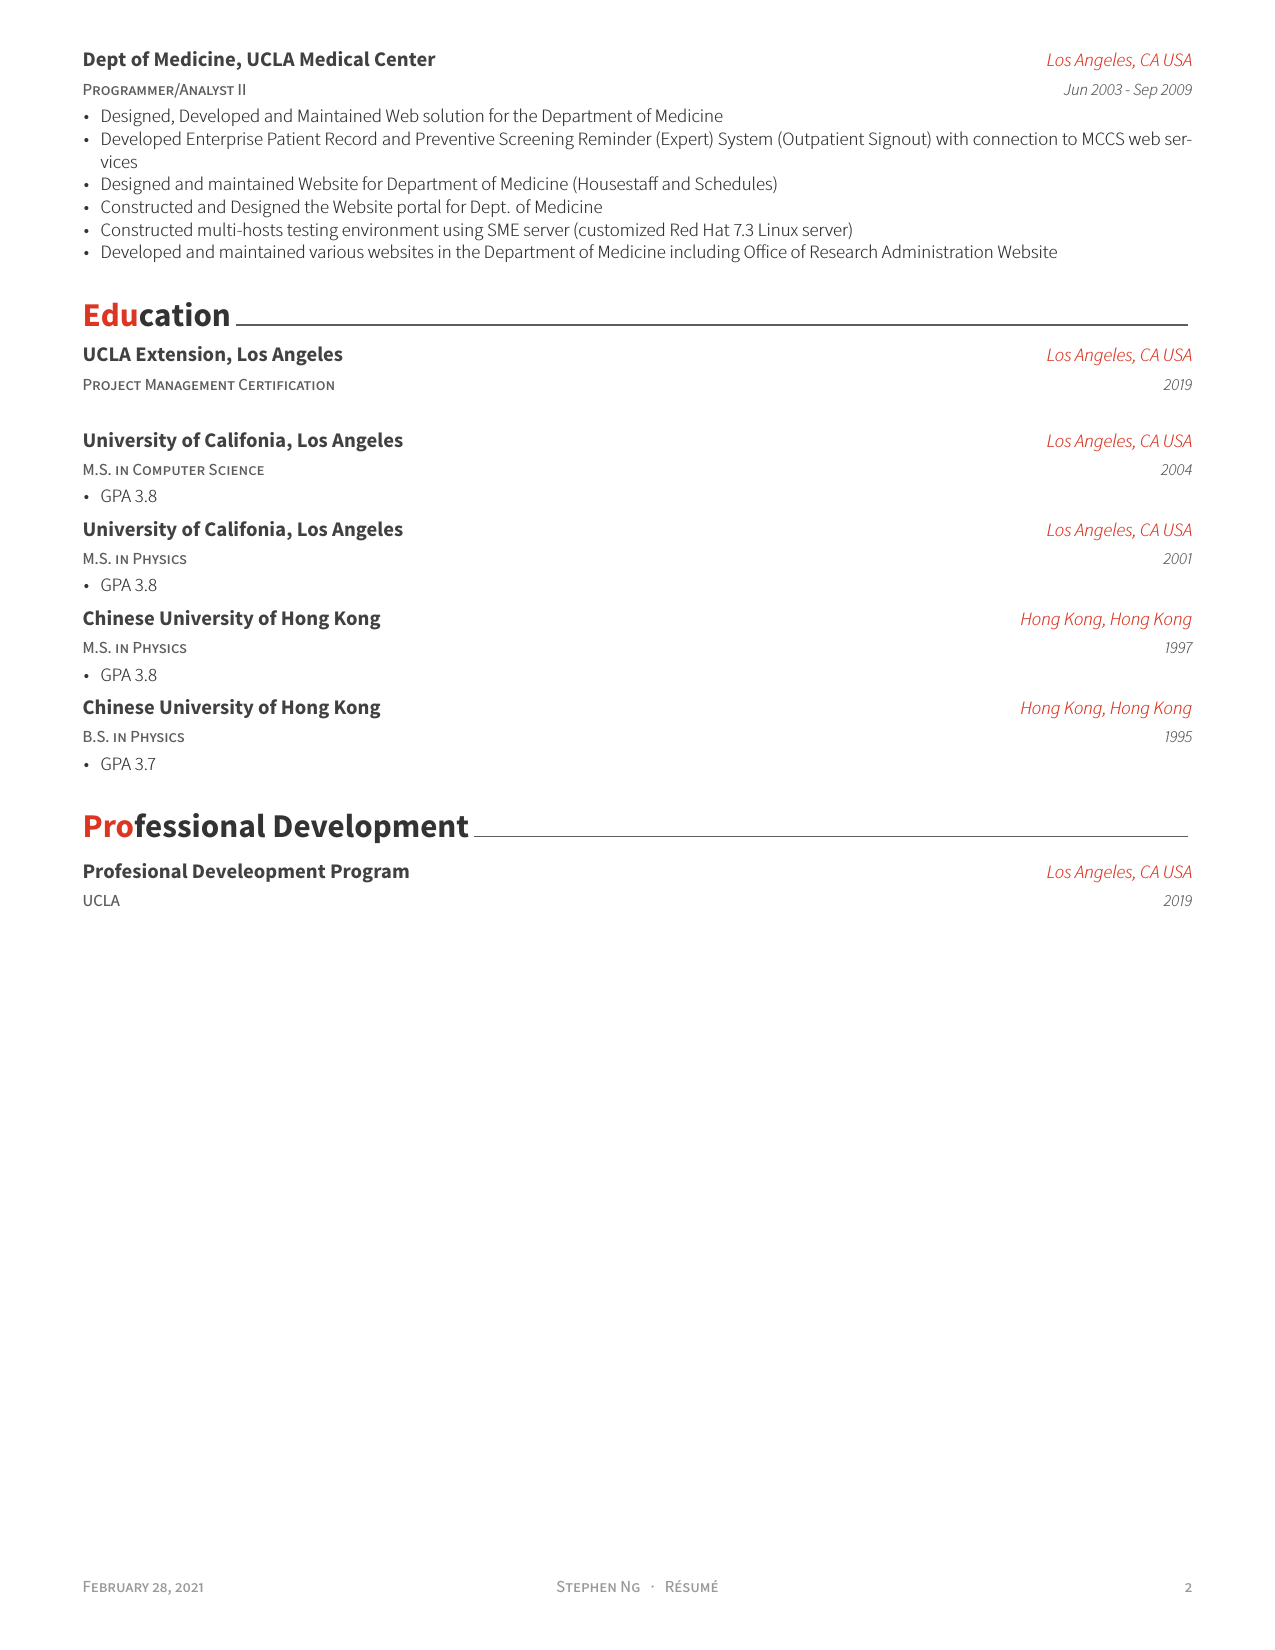 Dept of Medicine, UCLA Medical Center Los Angeles, CA USA
Programmer/Analyst II Jun 2003 - Sep 2009
• Designed, Developed and Maintained Web solution for the Department of Medicine
• Developed Enterprise Patient Record and Preventive Screening Reminder (Expert) System (Outpatient Signout) with connection to MCCS web ser-
vices
• Designed and maintained Website for Department of Medicine (Housestaff and Schedules)
• Constructed and Designed the Website portal for Dept. of Medicine
• Constructed multi-hosts testing environment using SME server (customized Red Hat 7.3 Linux server)
• Developed and maintained various websites in the Department of Medicine including Office of Research Administration Website
Education
UCLA Extension, Los Angeles Los Angeles, CA USA
Project Management Certification 2019
University of Califonia, Los Angeles Los Angeles, CA USA
M.S. in Computer Science 2004
• GPA 3.8
University of Califonia, Los Angeles Los Angeles, CA USA
M.S. in Physics 2001
• GPA 3.8
Chinese University of Hong Kong Hong Kong, Hong Kong
M.S. in Physics 1997
• GPA 3.8
Chinese University of Hong Kong Hong Kong, Hong Kong
B.S. in Physics 1995
• GPA 3.7
Professional Development
Profesional Develeopment Program Los Angeles, CA USA
UCLA 2019
February 28, 2021 Stephen Ng · Résumé 2